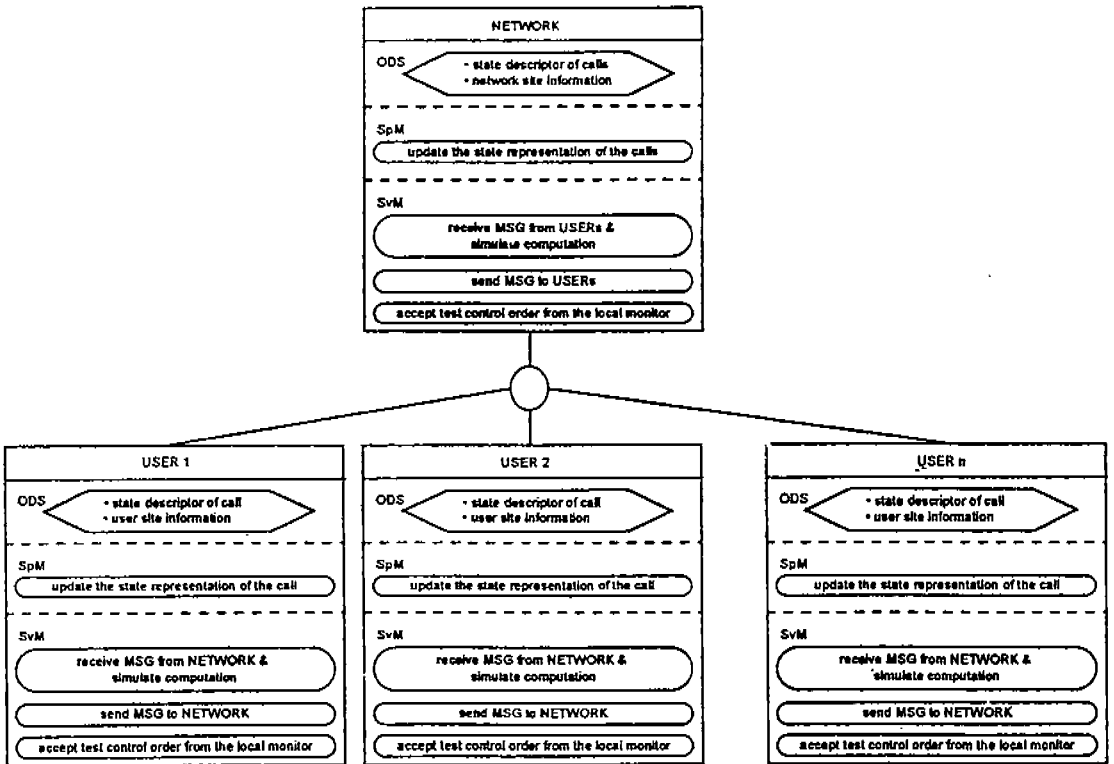 NETWORK
ODS
• state descriptor of calls
• network site information
SpM
update the state representation of the calls
SvM
receive MSG from USERs &
simulate computation
send MSG to USERs
accept test control order from the local monitor
USER 1
ODS
• state descriptor of call
• user site information
SpM
update the state representation of the call
SvM
receive MSG from NETWORK &
simulate computation
send MSG to NETWORK
accept test control order from the local monitor
USER 2
ODS
• state descriptor of call
• user site information
SpM
update the state representation of the call
SvM
receive MSG from NETWORK &
simulate computation
send MSG to NETWORK
accept test control order from the local monitor
USER n
ODS
• state descriptor of call
• user site information
SpM
update the state representation of the call
SvM
receive MSG from NETWORK &
simulate computation
send MSG to NETWORK
accept test control order from the local monitor